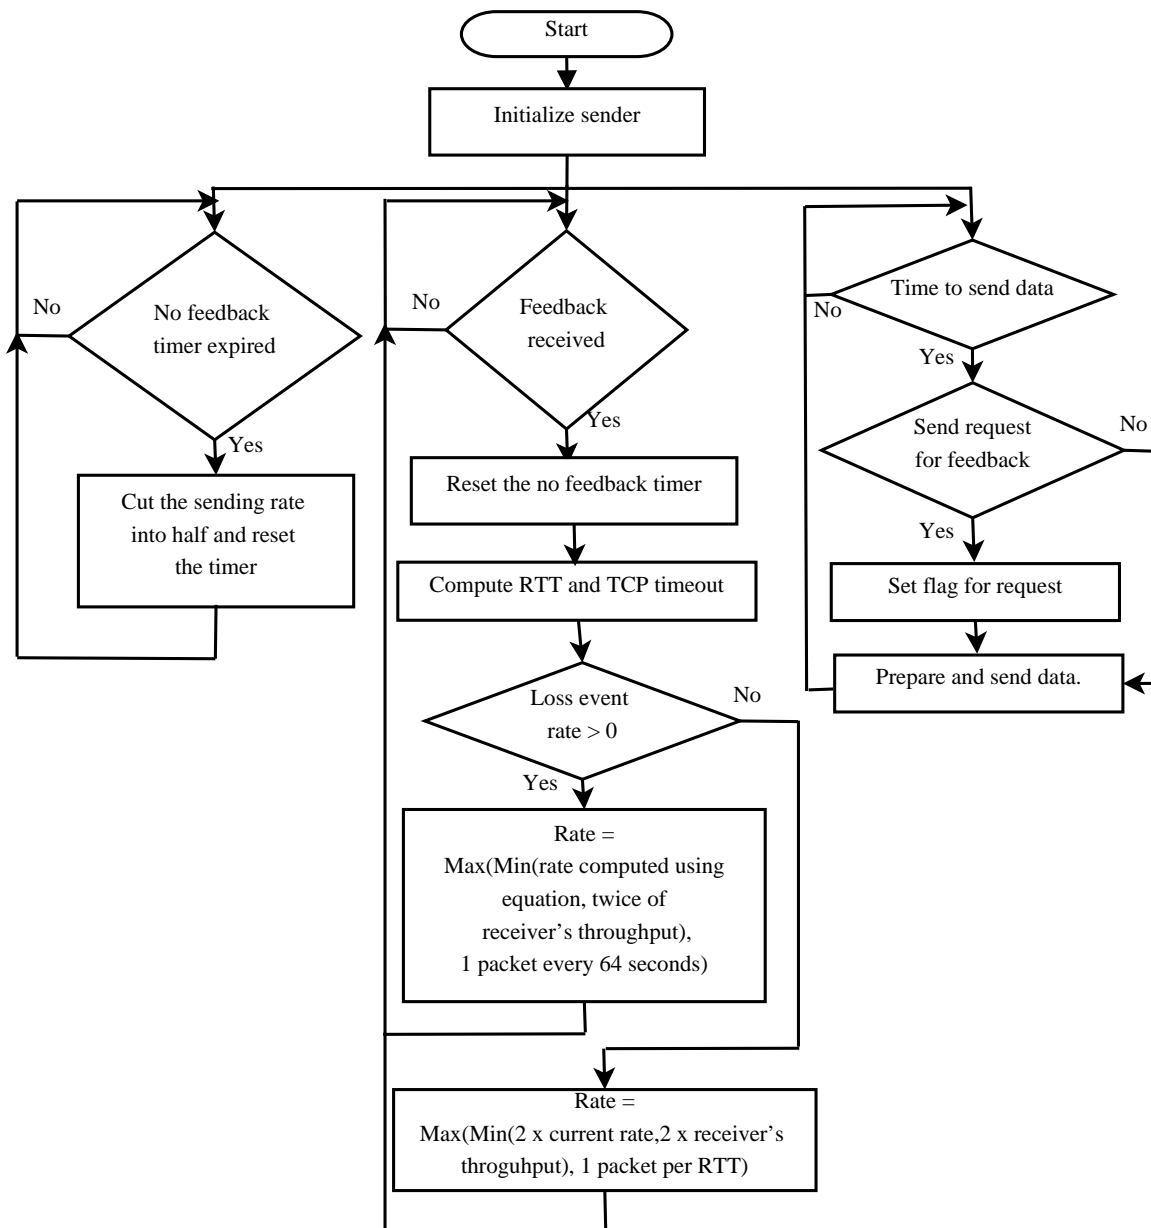 Start
Initialize sender
No
No feedback
timer expired
Yes
Cut the sending rate
into half and reset
the timer
No
Feedback
received
Yes
Reset the no feedback timer
Compute RTT and TCP timeout
Loss event
rate > 0
No
Yes
Rate =
Max(Min(rate computed using
equation, twice of
receiver’s throughput),
1 packet every 64 seconds)
Rate =
Max(Min(2 x current rate,2 x receiver’s
throguhput), 1 packet per RTT)
Time to send data
No
Yes
Send request
for feedback
No
Yes
Set flag for request
Prepare and send data.